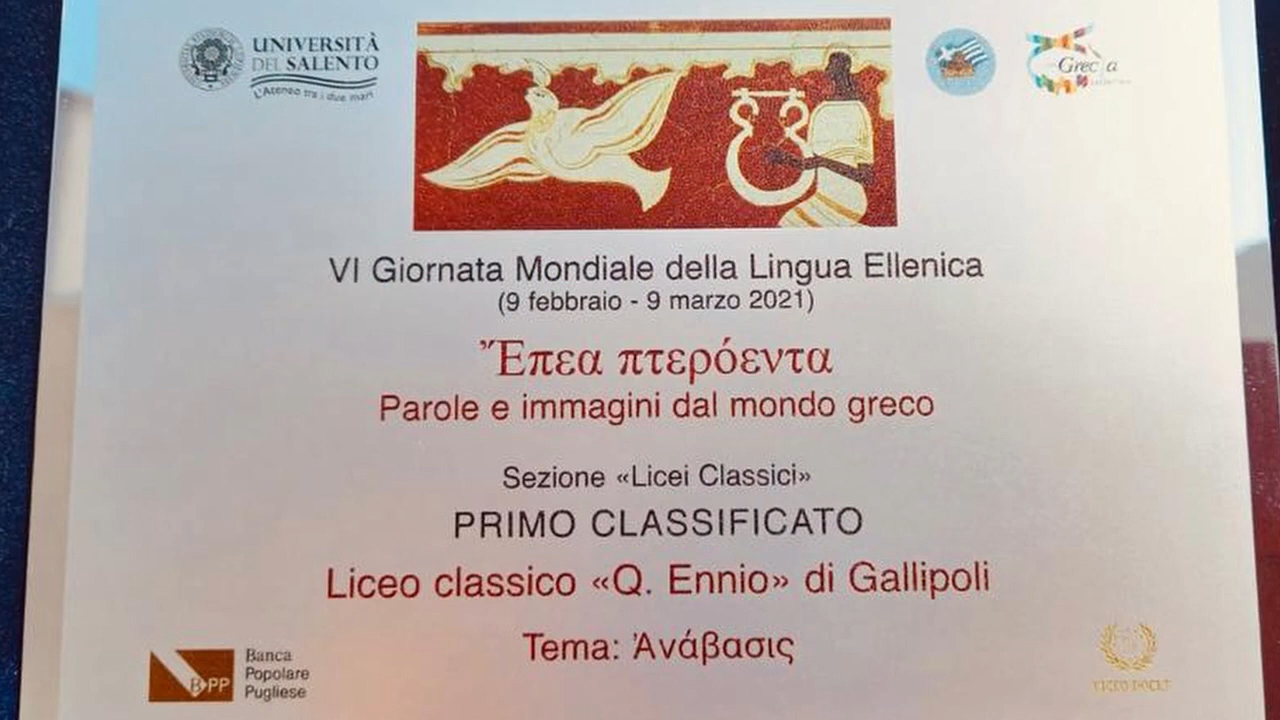 UNIVERSITÀ
DEL SALENTO
L'Ateneo tra i due mari
Grecia
VI Giornata Mondiale della Lingua Ellenica
(9 febbraio - 9 marzo 2021)
Ἔπεα πτερόεντα
Parole e immagini dal mondo greco
Sezione «Licei Classici»
PRIMO CLASSIFICATO
Liceo classico «Q. Ennio» di Gallipoli
Tema: Ἀνάβασις
BPP
Banca
Popolare
Pugliese